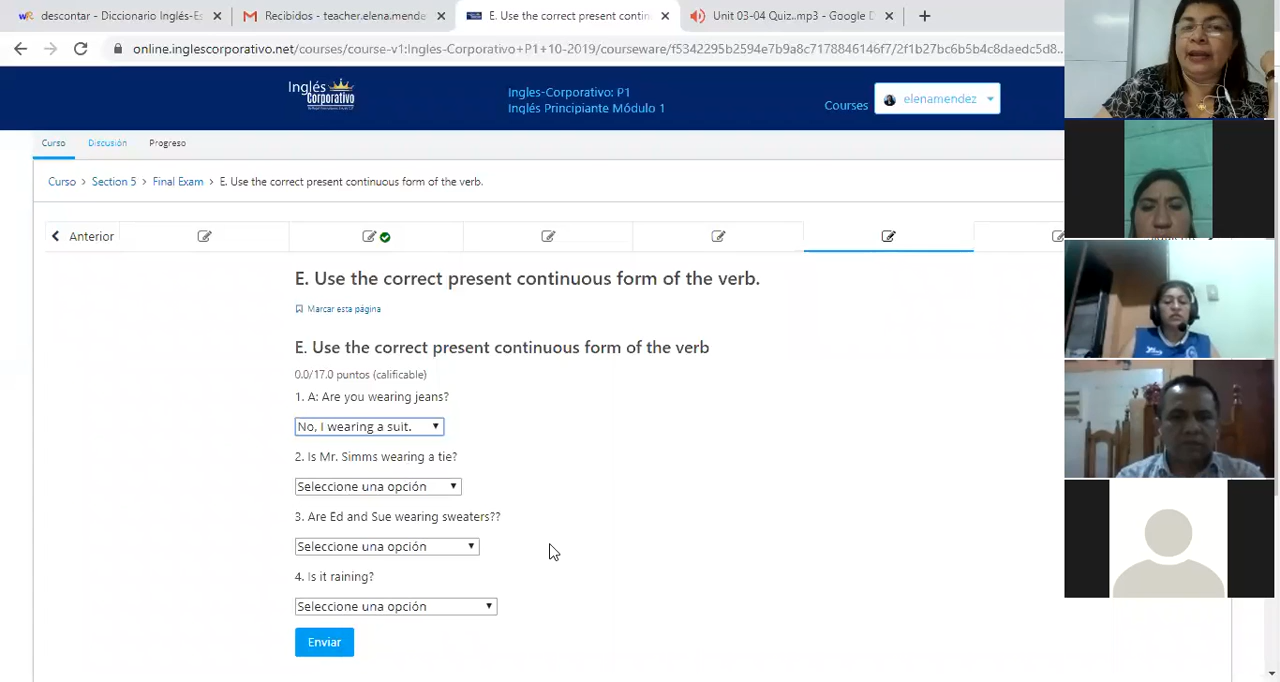 descontar - Diccionario Inglés-Es
Recibidos - teacher.elena.mende
E. Use the correct present contin
Unit 03-04 Quiz..mp3 - Google D
online.inglescorporativo.net/courses/course-v1:Ingles-Corporativo+P1+10-2019/courseware/f5342295b2594e7b9a8c7178846146f7/2f1b27bc6b5b4c8daedc5d8...
Inglés
Corporativo
Ingles-Corporativo: P1
Inglés Principiante Módulo 1
Courses
elenamendez
Curso
Discusión
Progreso
Curso > Section 5 > Final Exam > E. Use the correct present continuous form of the verb.
Anterior
E. Use the correct present continuous form of the verb.
Marcar esta página
E. Use the correct present continuous form of the verb
0.0/17.0 puntos (calificable)
1. A: Are you wearing jeans?
No, I wearing a suit.
2. Is Mr. Simms wearing a tie?
Seleccione una opción
3. Are Ed and Sue wearing sweaters??
Seleccione una opción
4. Is it raining?
Seleccione una opción
Enviar